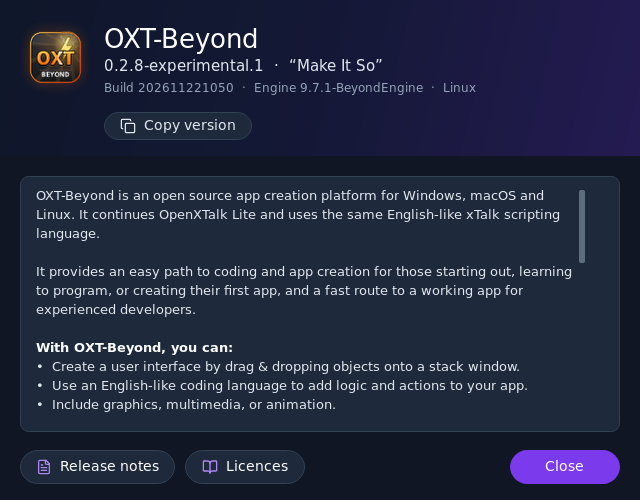 OXT
BEYOND
OXT-Beyond
0.2.8-experimental.1 · “Make It So”
Build 202611221050 · Engine 9.7.1-BeyondEngine · Linux
Copy version
OXT-Beyond is an open source app creation platform for Windows, macOS and
Linux. It continues OpenXTalk Lite and uses the same English-like xTalk scripting
language.
It provides an easy path to coding and app creation for those starting out, learning
to program, or creating their first app, and a fast route to a working app for
experienced developers.
With OXT-Beyond, you can:
• Create a user interface by drag & dropping objects onto a stack window.
• Use an English-like coding language to add logic and actions to your app.
• Include graphics, multimedia, or animation.
Release notes
Licences
Close